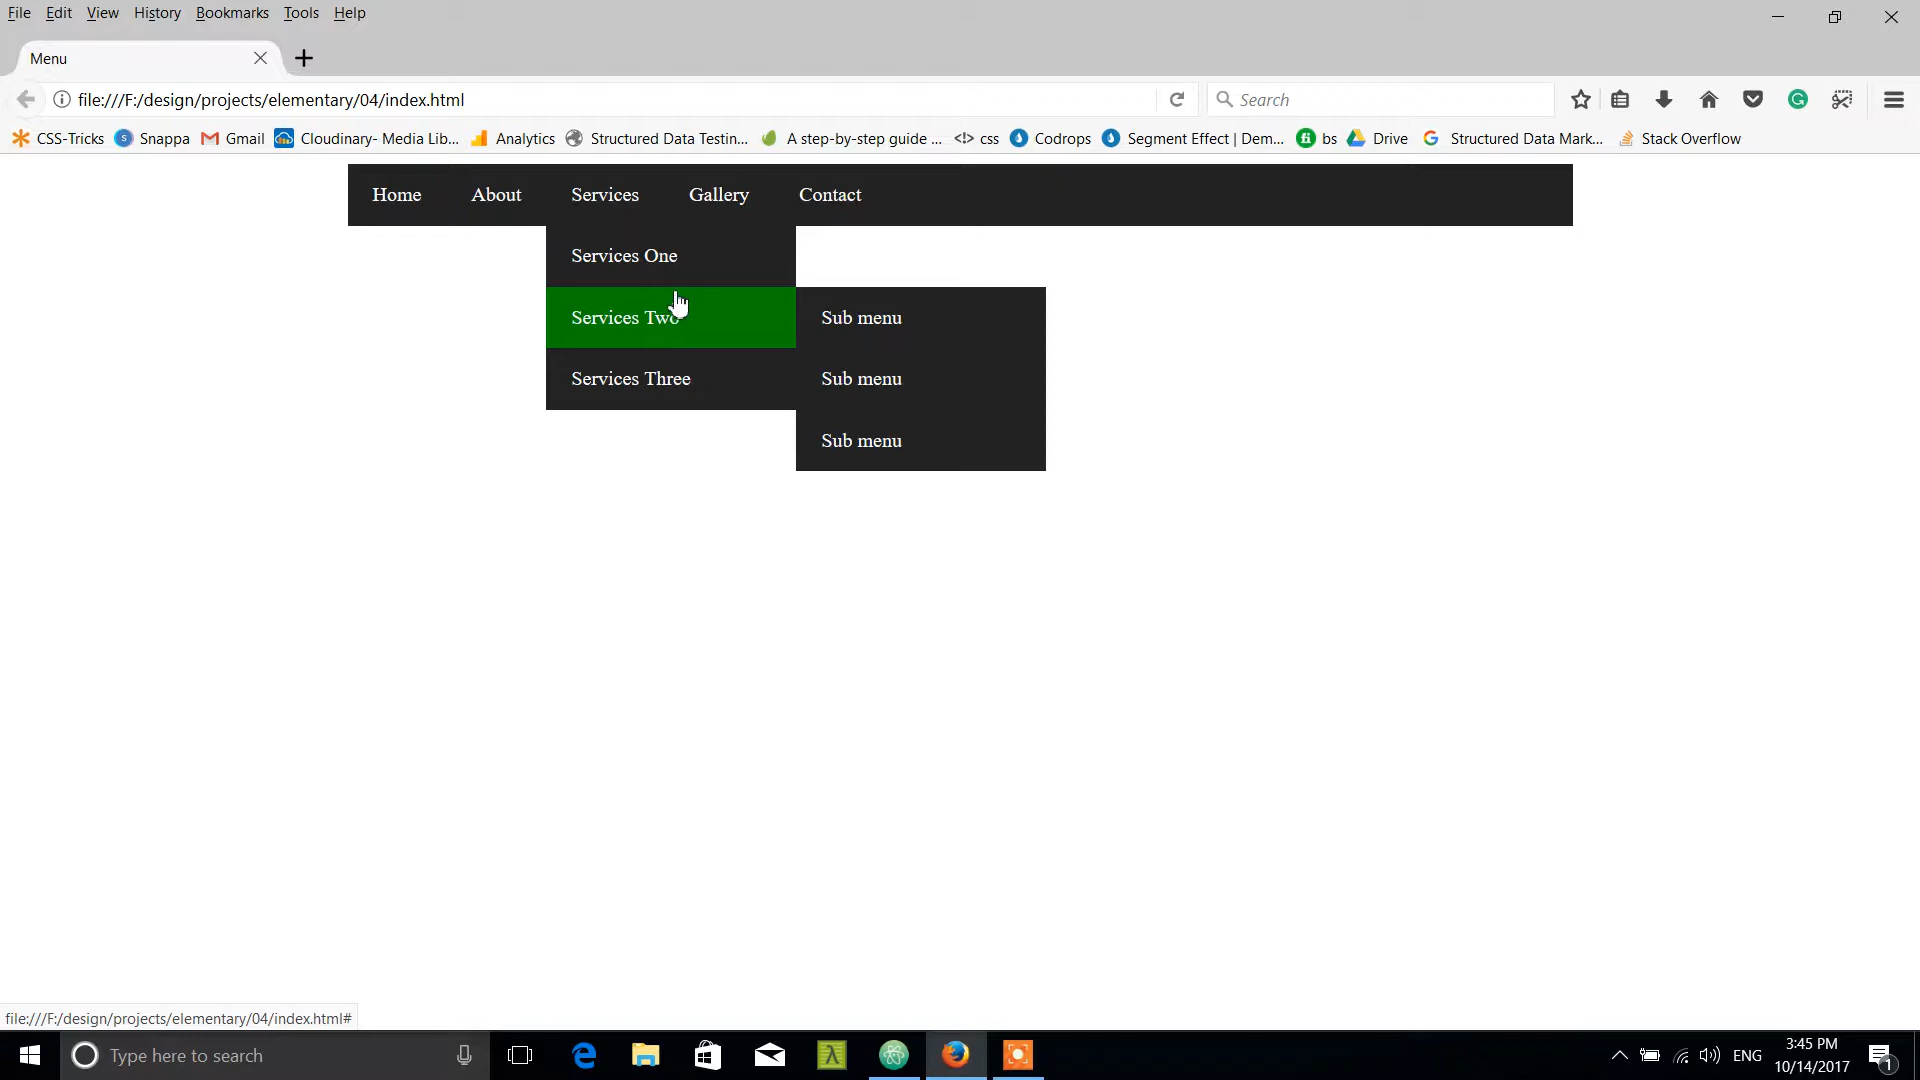 File Edit View History Bookmarks Tools Help
Menu
file:///F:/design/projects/elementary/04/index.html
Search
CSS-Tricks Snappa Gmail Cloudinary- Media Lib... Analytics Structured Data Testin... A step-by-step guide ... css Codrops Segment Effect | Dem... bs Drive Structured Data Mark... Stack Overflow
Home About Services Gallery Contact
Services One
Services Two Sub menu
Services Three Sub menu
Sub menu
file:///F:/design/projects/elementary/04/index.html#
Type here to search
ENG
3:45 PM
10/14/2017
1